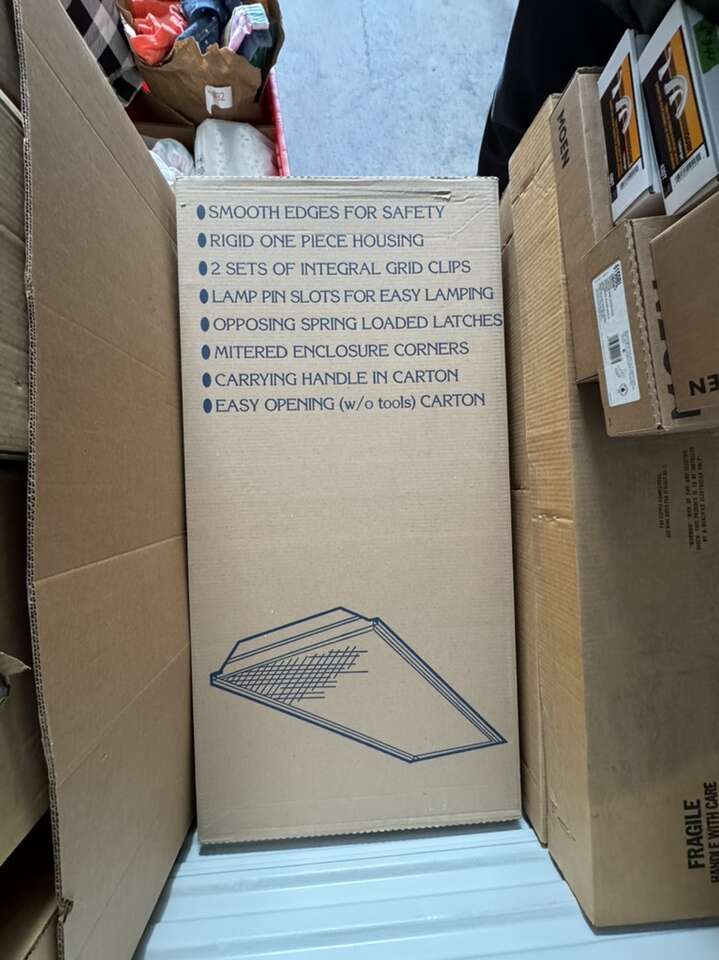 SMOOTH EDGES FOR SAFETY
RIGID ONE PIECE HOUSING
2 SETS OF INTEGRAL GRID CLIPS
LAMP PIN SLOTS FOR EASY LAMPING
OPPOSING SPRING LOADED LATCHES
MITERED ENCLOSURE CORNERS
CARRYING HANDLE IN CARTON
EASY OPENING (w/o tools) CARTON
MOEN
FRAGILE
HANDLE WITH CARE